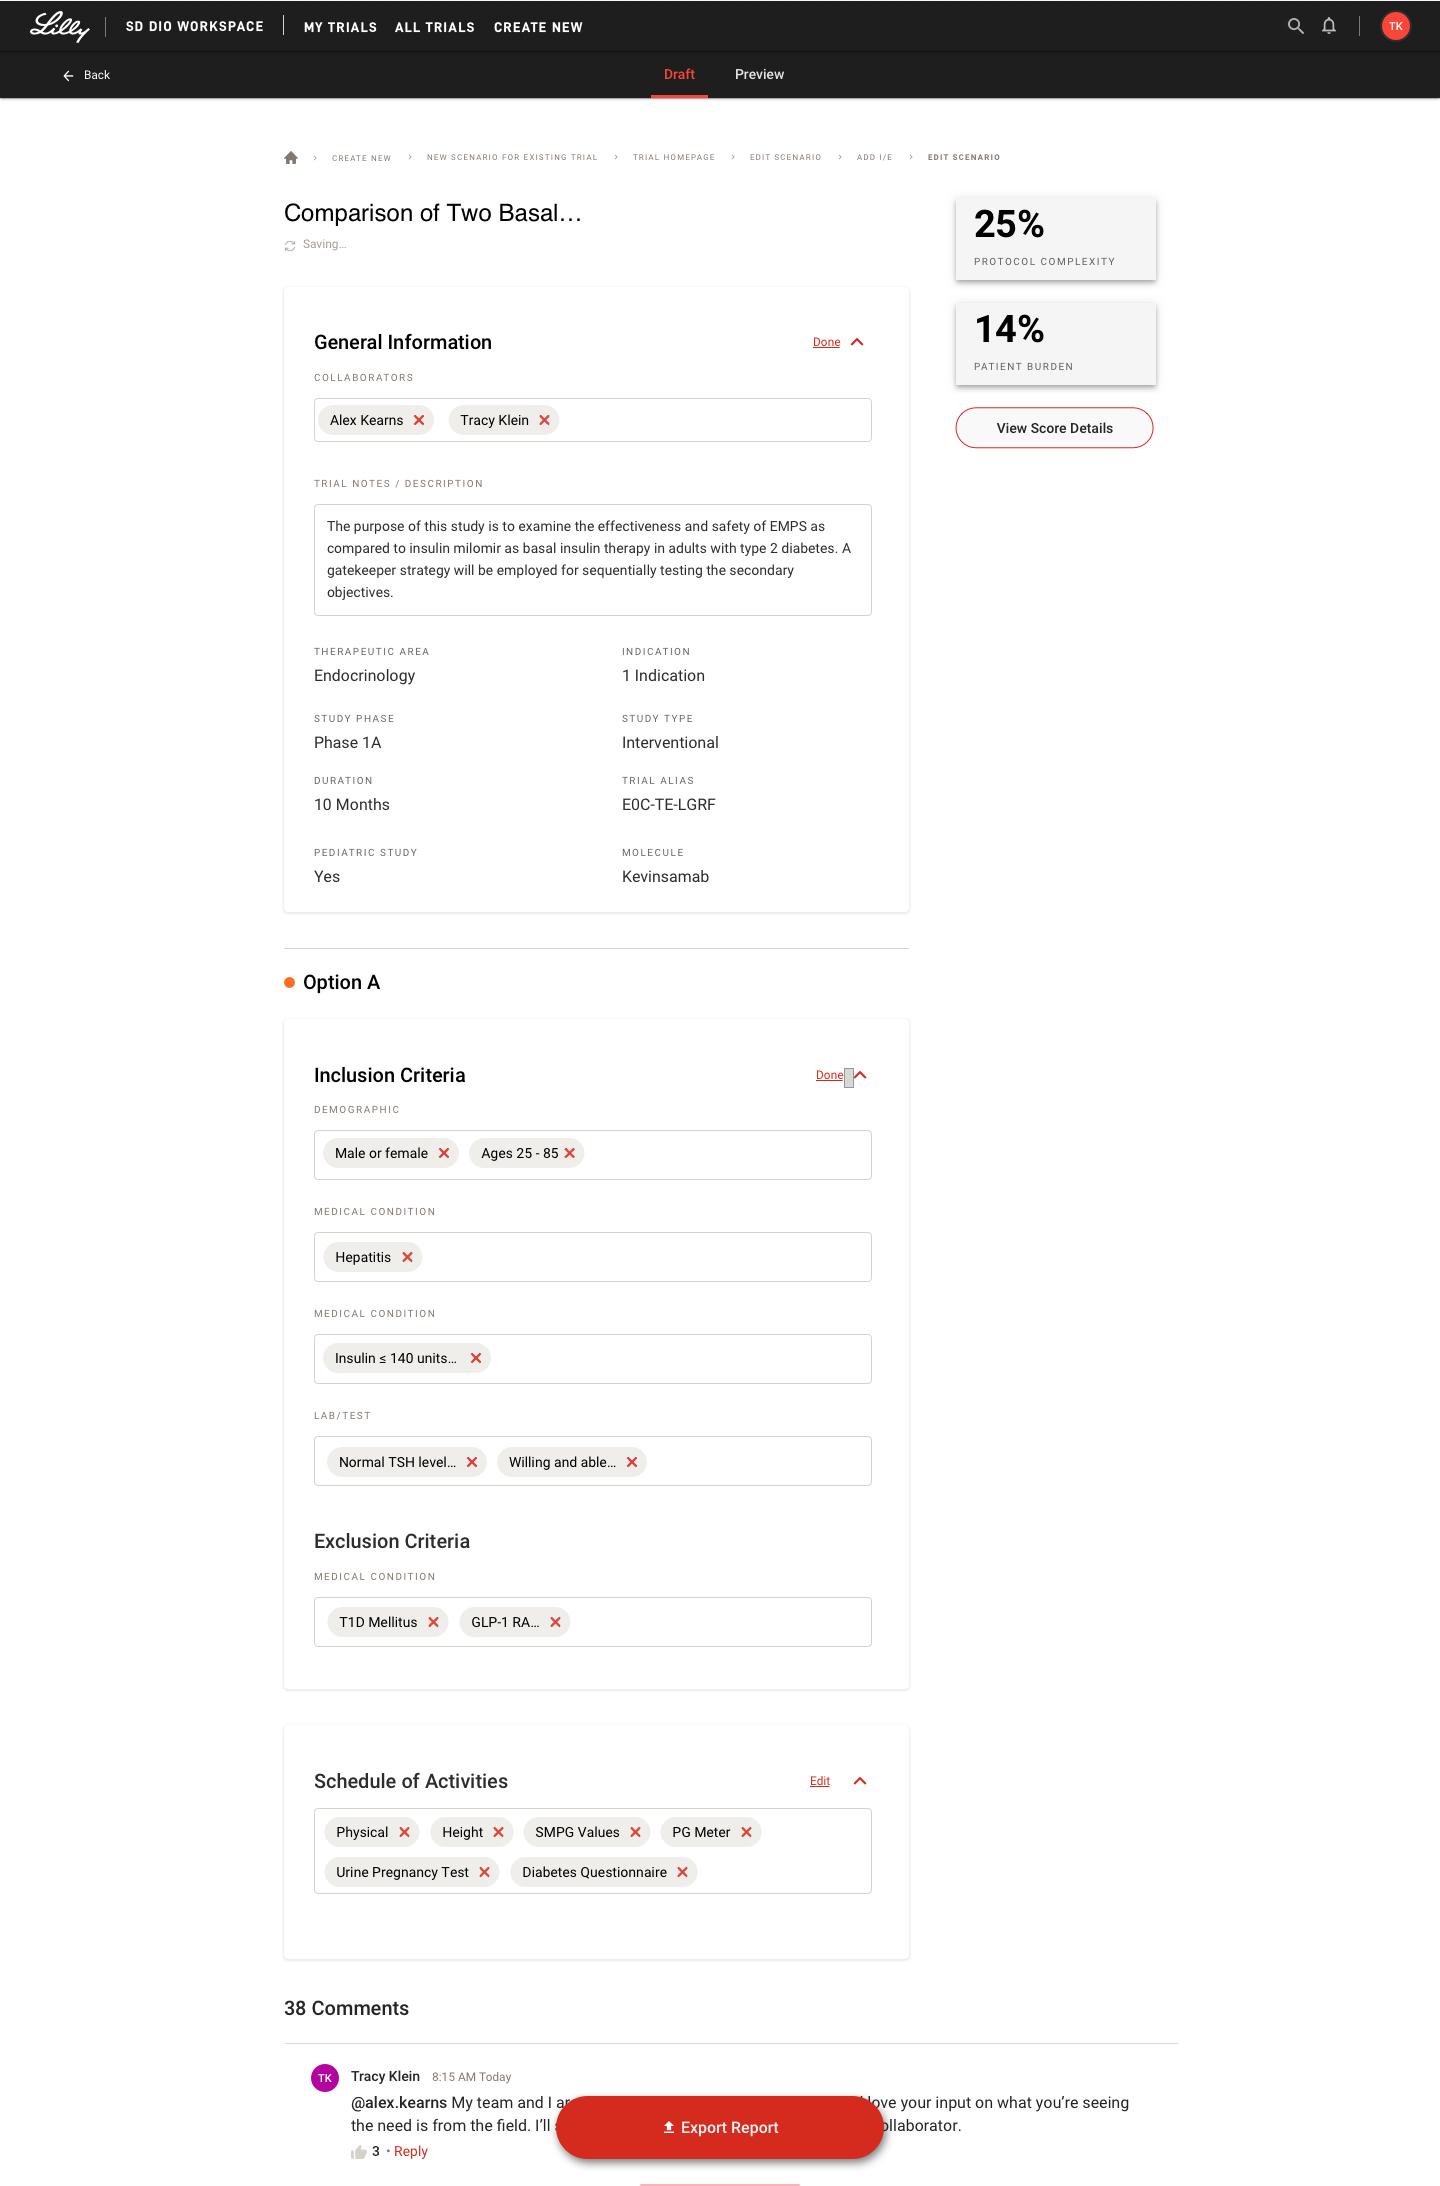 Lilly
SD DIO WORKSPACE
MY TRIALS
ALL TRIALS
CREATE NEW
TK
Back
Draft
Preview
CREATE NEW
NEW SCENARIO FOR EXISTING TRIAL
TRIAL HOMEPAGE
EDIT SCENARIO
ADD I/E
EDIT SCENARIO
Comparison of Two Basal...
Saving...
25%
PROTOCOL COMPLEXITY
14%
PATIENT BURDEN
View Score Details
General Information
Done
COLLABORATORS
Alex Kearns
Tracy Klein
TRIAL NOTES / DESCRIPTION
The purpose of this study is to examine the effectiveness and safety of EMPS as
compared to insulin milomir as basal insulin therapy in adults with type 2 diabetes. A
gatekeeper strategy will be employed for sequentially testing the secondary
objectives.
THERAPEUTIC AREA
INDICATION
Endocrinology
1 Indication
STUDY PHASE
STUDY TYPE
Phase 1A
Interventional
DURATION
TRIAL ALIAS
10 Months
E0C-TE-LGRF
PEDIATRIC STUDY
MOLECULE
Yes
Kevinsamab
Option A
Inclusion Criteria
Done
DEMOGRAPHIC
Male or female
Ages 25 - 85
MEDICAL CONDITION
Hepatitis
MEDICAL CONDITION
Insulin ≤ 140 units...
LAB/TEST
Normal TSH level...
Willing and able...
Exclusion Criteria
MEDICAL CONDITION
T1D Mellitus
GLP-1 RA...
Schedule of Activities
Edit
Physical
Height
SMPG Values
PG Meter
Urine Pregnancy Test
Diabetes Questionnaire
38 Comments
TK
Tracy Klein
8:15 AM Today
@alex.kearns My team and I love your input on what you're seeing
the need is from the field. I'll
Export Report
3 • Reply